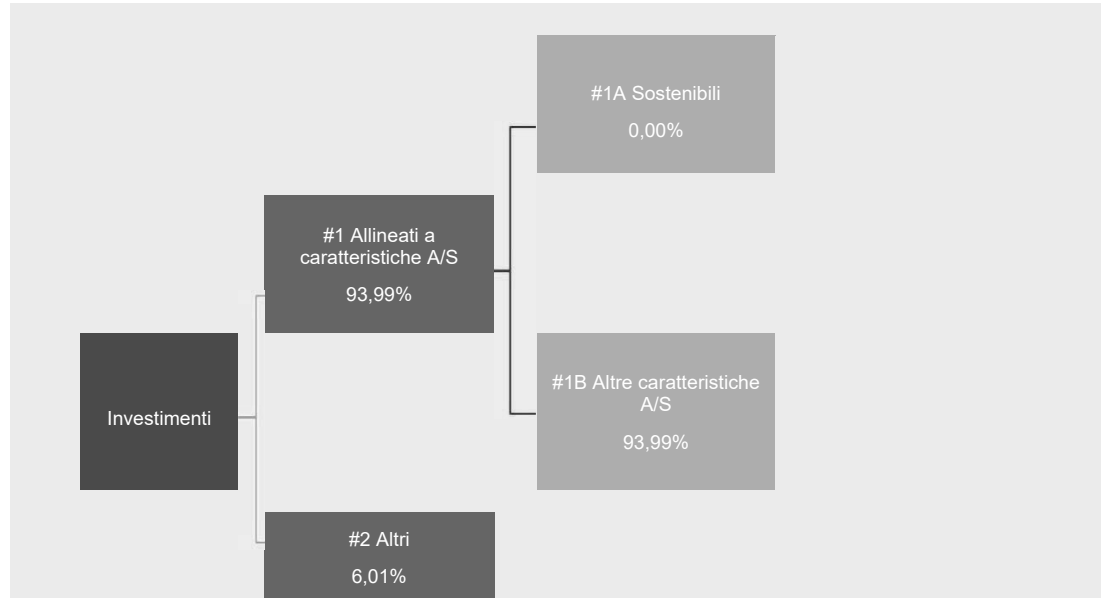 #1A Sostenibili
0,00%
#1 Allineati a
caratteristiche A/S
93,99%
Investimenti
#1B Altre caratteristiche
A/S
93,99%
#2 Altri
6,01%